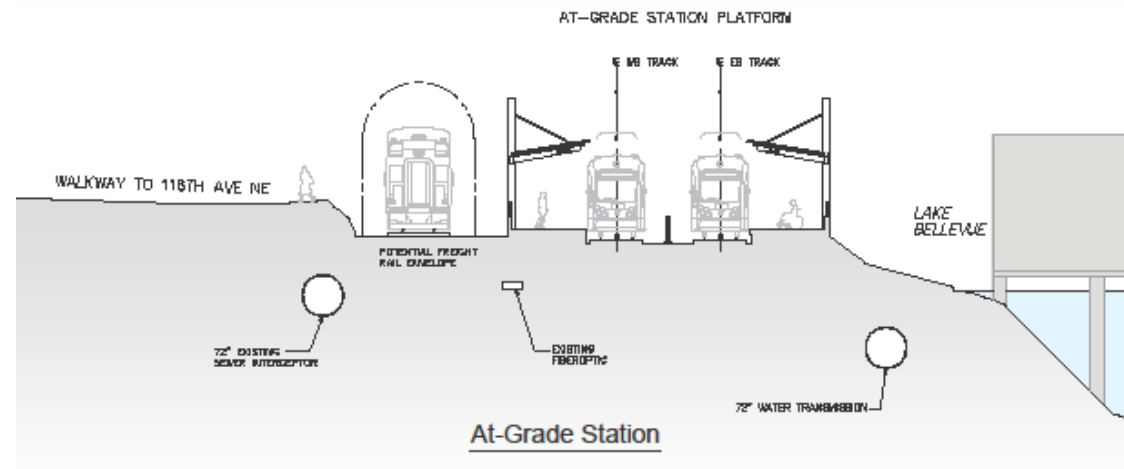 AT-GRADE STATION PLATFORM
WB TRACK
EB TRACK
WALKWAY TO 116TH AVE NE
LAKE
BELLEVUE
POTENTIAL FREIGHT
RAIL ENVELOPE
72" EXISTING
SEWER INTERCEPTOR
EXISTING
FIBEROPTIC
72" WATER TRANSMISSION
At-Grade Station